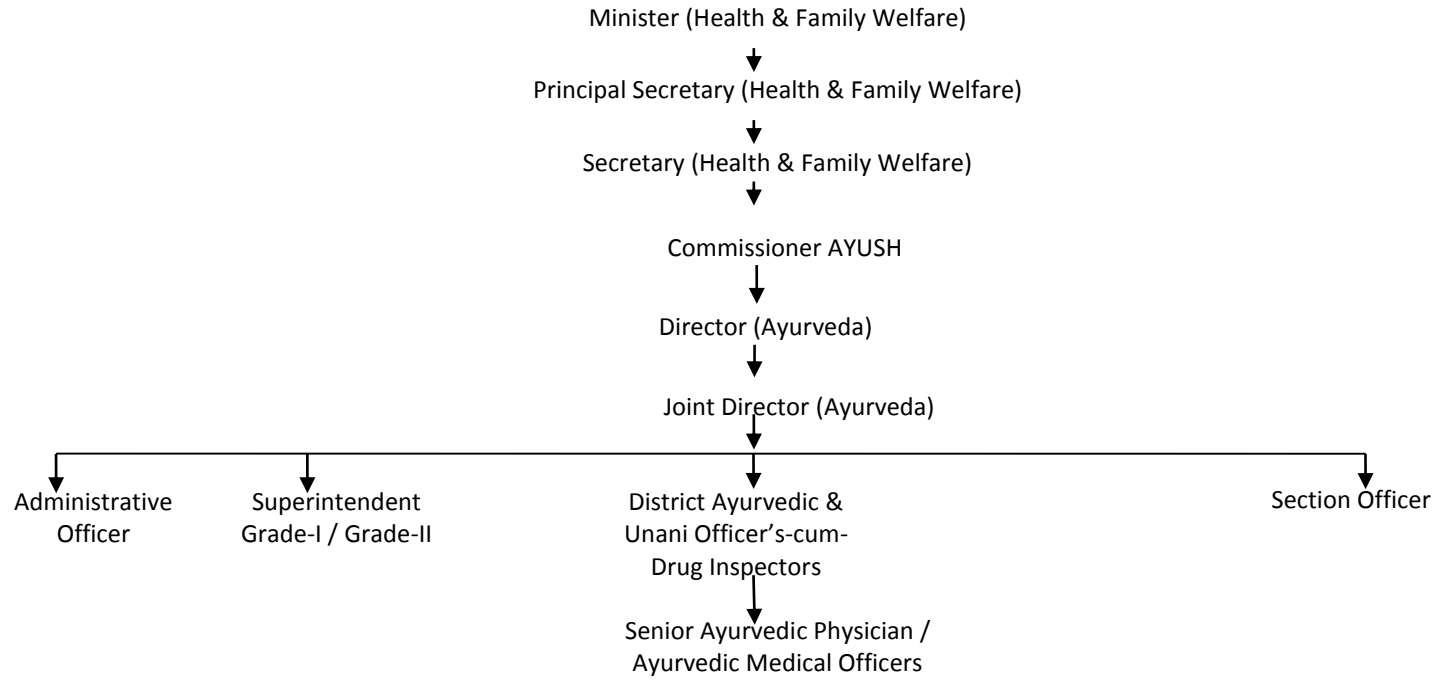 Minister (Health & Family Welfare)
Principal Secretary (Health & Family Welfare)
Secretary (Health & Family Welfare)
Commissioner AYUSH
Director (Ayurveda)
Joint Director (Ayurveda)
Administrative
Officer
Superintendent
Grade-I / Grade-II
District Ayurvedic &
Unani Officer’s-cum-
Drug Inspectors
Section Officer
Senior Ayurvedic Physician /
Ayurvedic Medical Officers